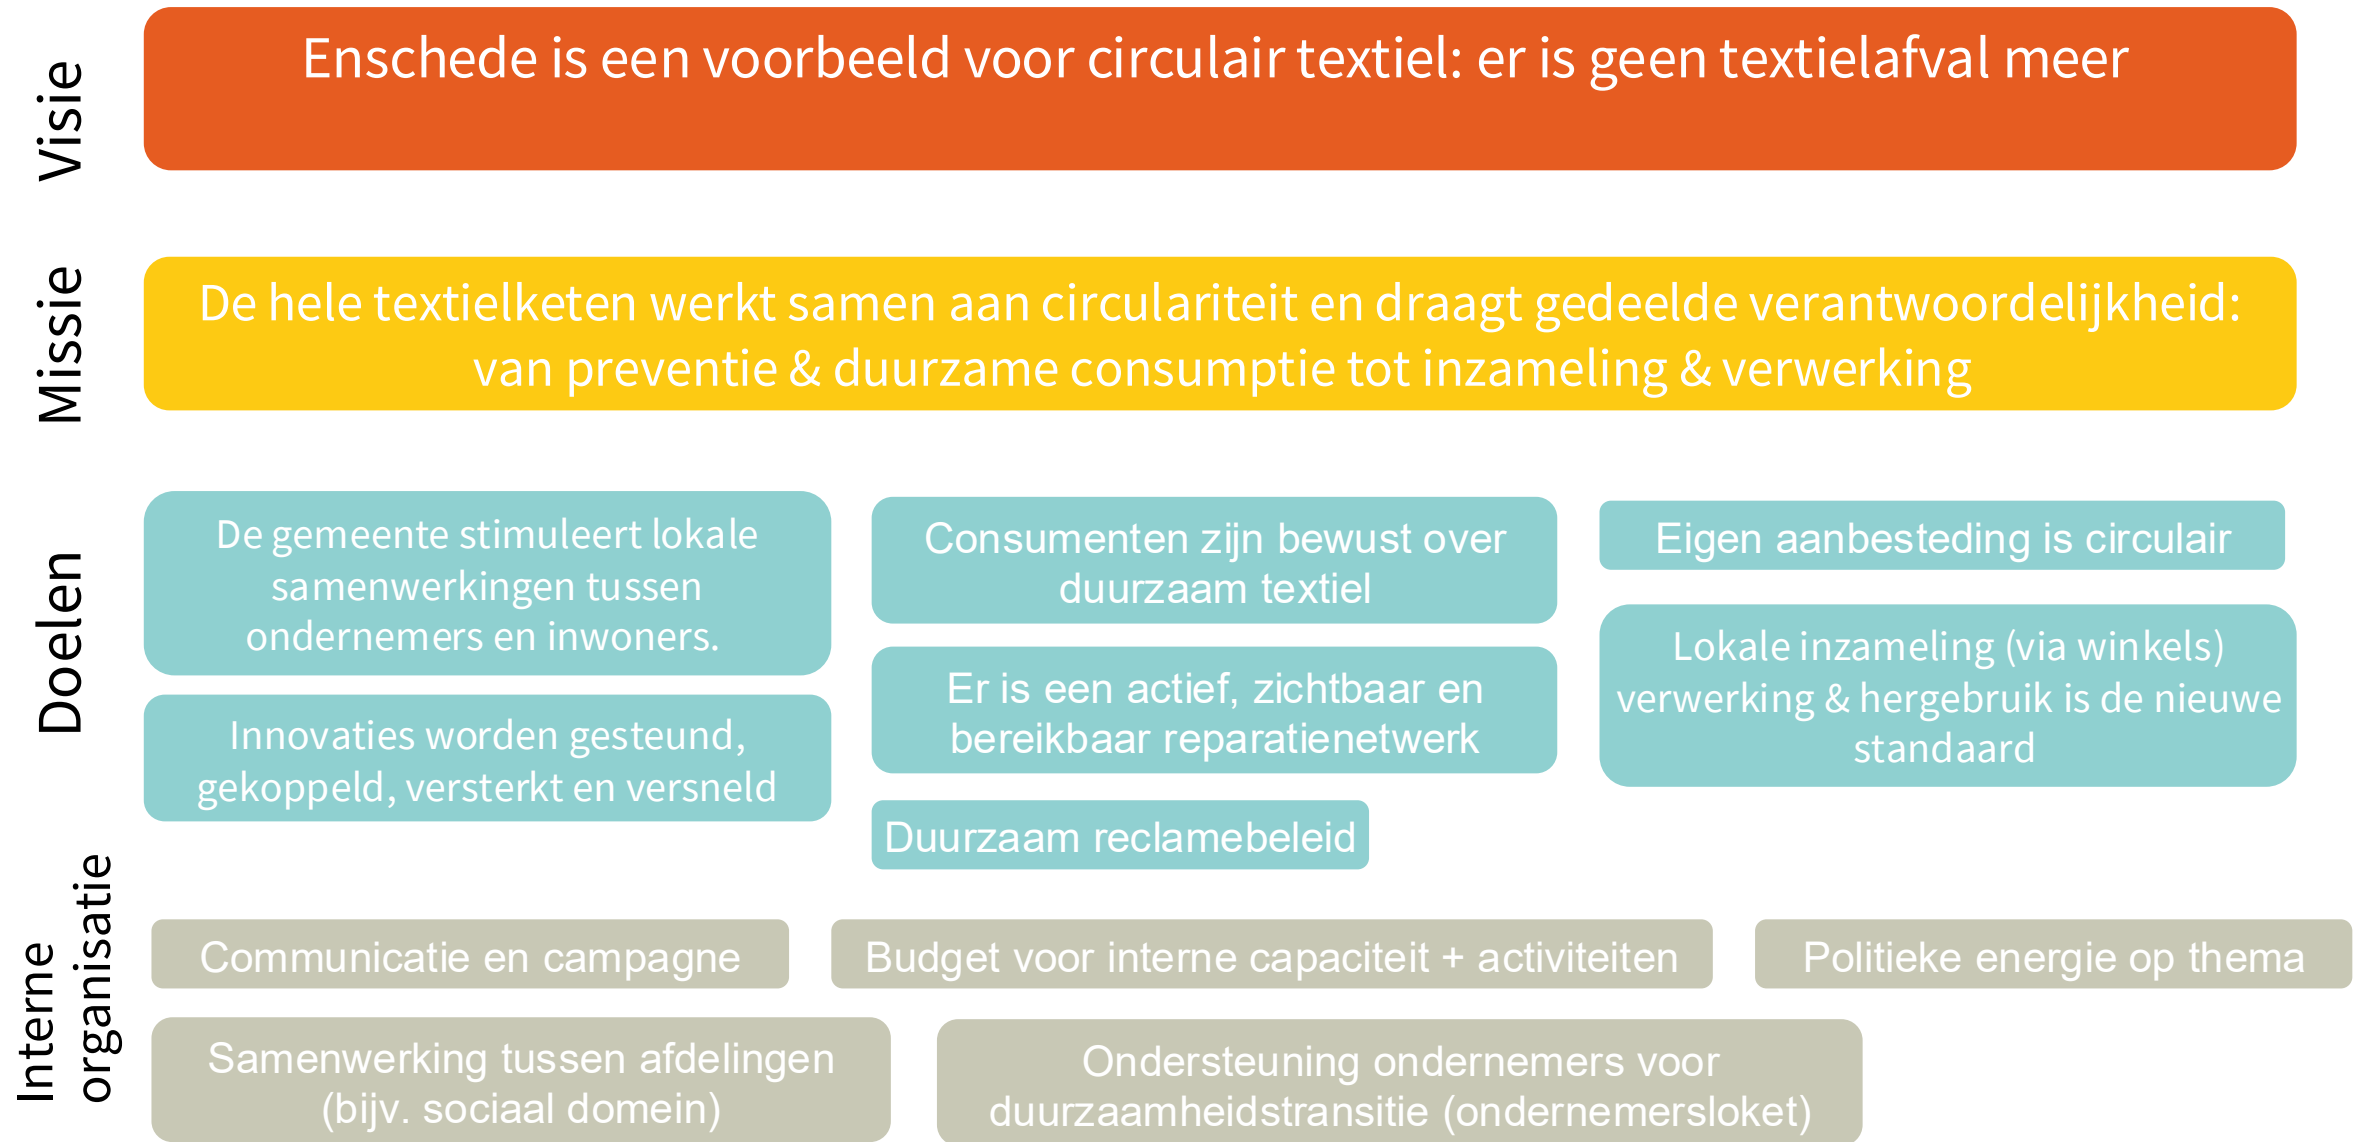 Visie
Enschede is een voorbeeld voor circulair textiel: er is geen textielafval meer
Missie
De hele textielketen werkt samen aan circulariteit en draagt gedeelde verantwoordelijkheid:
van preventie & duurzame consumptie tot inzameling & verwerking
Doelen
De gemeente stimuleert lokale
samenwerkingen tussen
ondernemers en inwoners.
Innovaties worden gesteund,
gekoppeld, versterkt en versneld
Consumenten zijn bewust over
duurzaam textiel
Er is een actief, zichtbaar en
bereikbaar reparatienetwerk
Duurzaam reclamebeleid
Eigen aanbesteding is circulair
Lokale inzameling (via winkels)
verwerking & hergebruik is de nieuwe
standaard
Interne
organisatie
Communicatie en campagne
Budget voor interne capaciteit + activiteiten
Politieke energie op thema
Samenwerking tussen afdelingen
(bijv. sociaal domein)
Ondersteuning ondernemers voor
duurzaamheidstransitie (ondernemersloket)